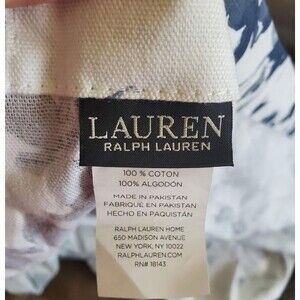 LAUREN
RALPH LAUREN
100% COTTON
100% ALGODÓN
MADE IN PAKISTAN
FABRIQUÉ EN PAKISTAN
HECHO EN PAQUISTÁN
RALPH LAUREN HOME
650 MADISON AVENUE
NEW YORK, NY 10022
RALPHLAUREN.COM
RN# 18143